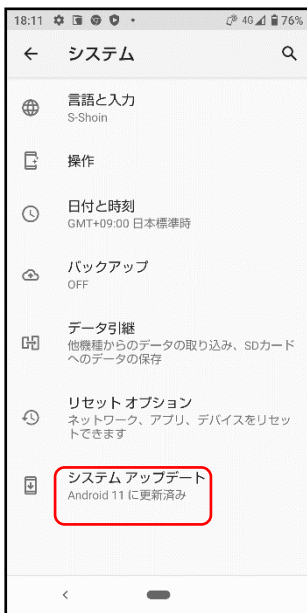 18:11 4G 76%
システム
言語と入力
S-Shoin
操作
日付と時刻
GMT+09:00 日本標準時
バックアップ
OFF
データ引継
他機種からのデータの取り込み、SDカード
へのデータの保存
リセット オプション
ネットワーク、アプリ、デバイスをリセッ
トできます
システム アップデート
Android 11 に更新済み